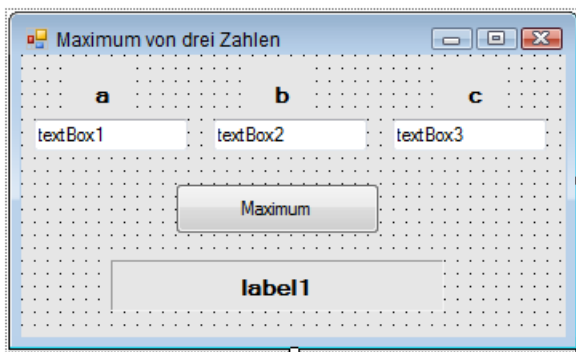 Maximum von drei Zahlen
a b c
textBox1 textBox2 textBox3
Maximum
label1